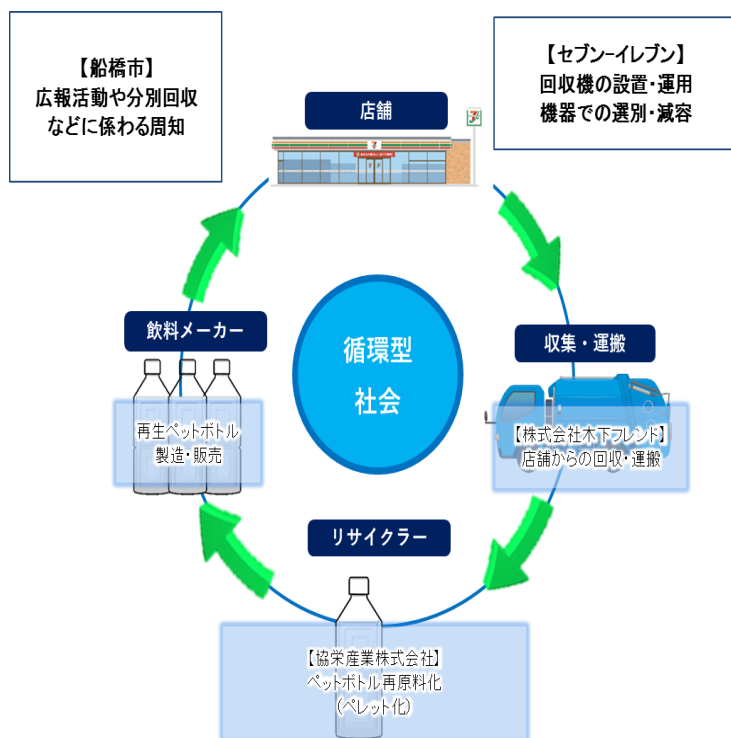 【船橋市】
広報活動や分別回収
などに係わる周知
【セブン-イレブン】
回収機の設置・運用
機器での選別・減容
店舗
収集・運搬
【株式会社木下フレンド】
店舗からの回収・運搬
リサイクラー
【協栄産業株式会社】
ペットボトル再原料化
(ペレット化)
飲料メーカー
再生ペットボトル
製造・販売
循環型
社会